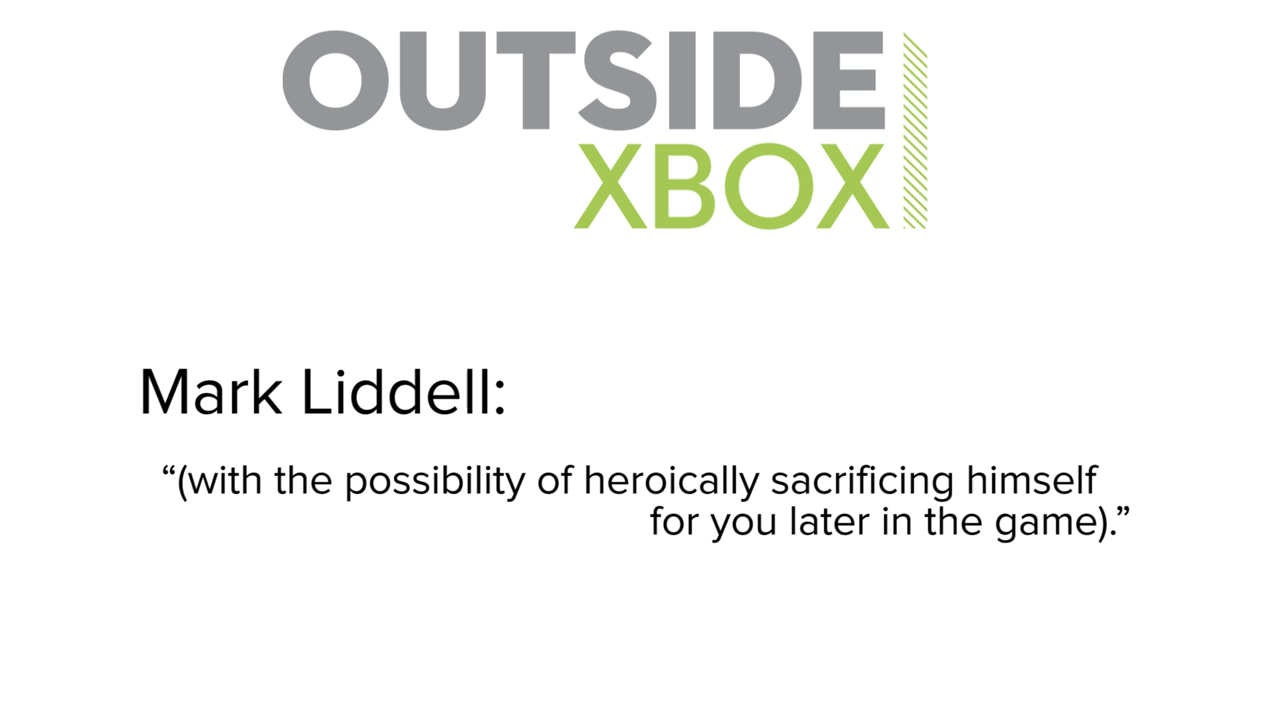 OUTSIDE
XBOX
Mark Liddell:
“(with the possibility of heroically sacrificing himself
for you later in the game).”